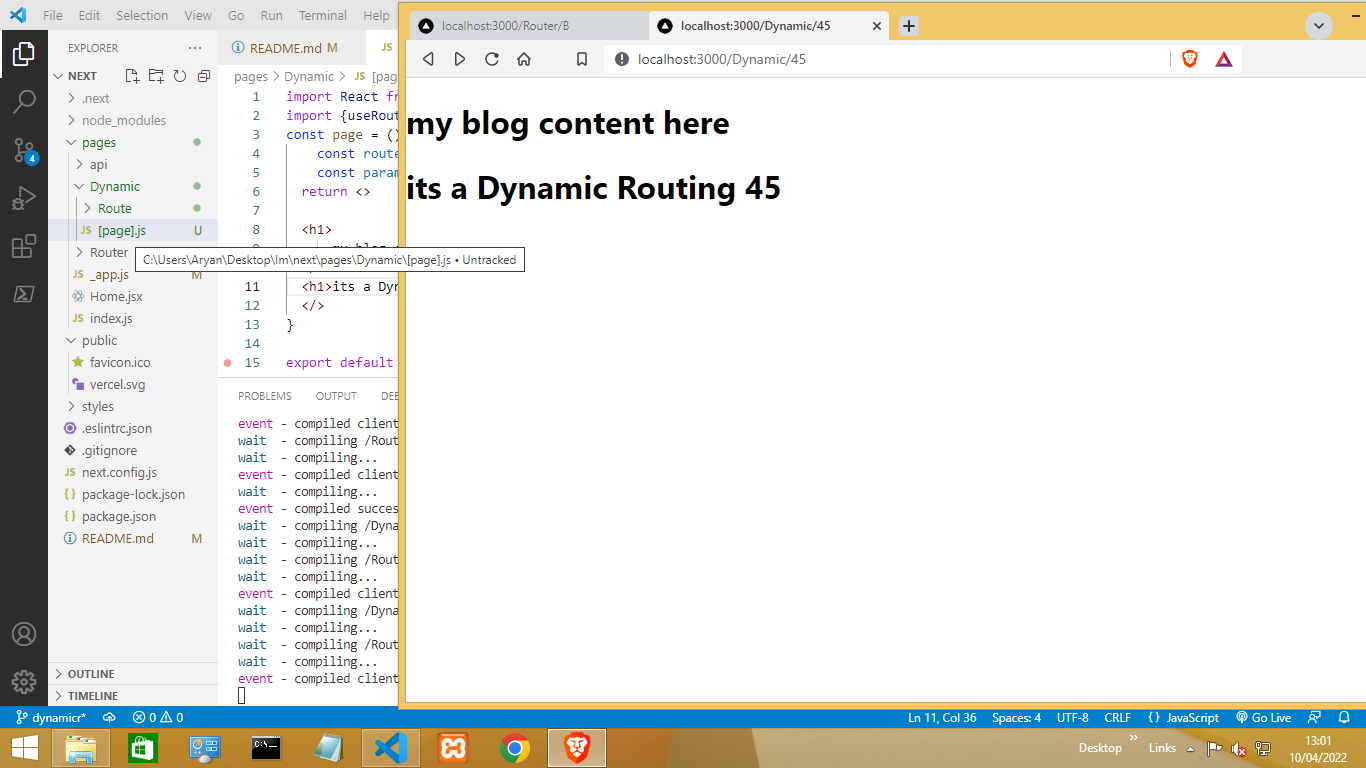 File Edit Selection View Go Run Terminal Help
localhost:3000/Router/B
localhost:3000/Dynamic/45
localhost:3000/Dynamic/45
EXPLORER
NEXT
.next
node_modules
pages
api
Dynamic
Route
[page].js U
Router
_app.js M
Home.jsx
index.js
public
favicon.ico
vercel.svg
styles
.eslintrc.json
.gitignore
next.config.js
package-lock.json
package.json
README.md M
OUTLINE
TIMELINE
4
C:\Users\Aryan\Desktop\lm\next\pages\Dynamic\[page].js • Untracked
README.md M
JS
pages > Dynamic > JS [pag
1 import React fr
2 import {useRout
3 const page = ()
4 const route
5 const param
6 return <>
7
8 <h1>
my blog
11 <h1>its a Dyn
12 </>
13 }
14
15 export default
PROBLEMS OUTPUT DEB
event - compiled client
wait - compiling /Rout
wait - compiling...
event - compiled client
wait - compiling...
event - compiled succes
wait - compiling /Dyna
wait - compiling...
wait - compiling /Rout
wait - compiling...
event - compiled client
wait - compiling /Dyna
wait - compiling...
wait - compiling /Rout
wait - compiling...
event - compiled client
my blog content here
its a Dynamic Routing 45
dynamicr* 0 0 Ln 11, Col 36 Spaces: 4 UTF-8 CRLF {} JavaScript Go Live
Desktop » Links 13:01
10/04/2022